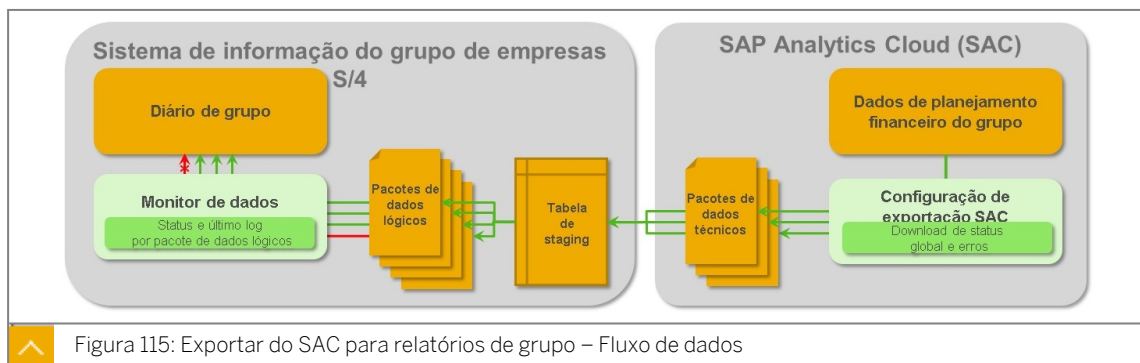 Sistema de informação do grupo de empresas
S/4
Diário de grupo
Monitor de dados
Status e último log
por pacote de dados lógicos
Pacotes de
dados
lógicos
Tabela
de
staging
SAP Analytics Cloud (SAC)
Dados de planejamento
financeiro do grupo
Pacotes de
dados
técnicos
Configuração de
exportação SAC
Download de status
global e erros
Figura 115: Exportar do SAC para relatórios de grupo – Fluxo de dados